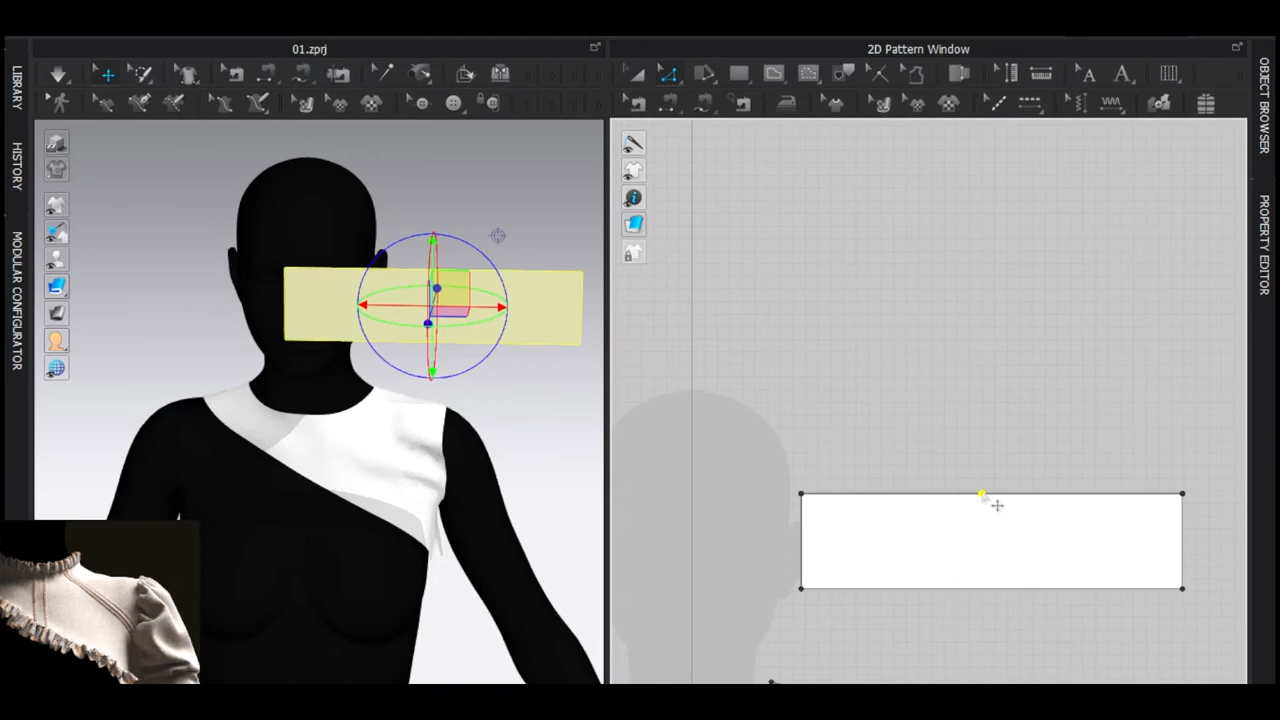 01.zprj
2D Pattern Window
LIBRARY
HISTORY
MODULAR CONFIGURATOR
OBJECT BROWSER
PROPERTY EDITOR